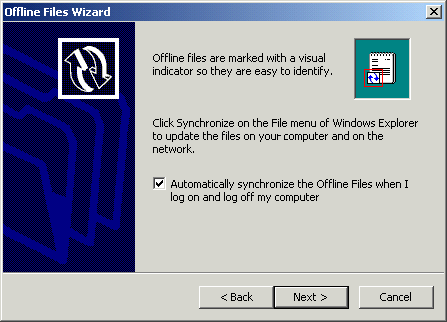 Offline Files Wizard
Offline files are marked with a visual
indicator so they are easy to identify.
Click Synchronize on the File menu of Windows Explorer
to update the files on your computer and on the
network.
Automatically synchronize the Offline Files when I
log on and log off my computer
< Back
Next >
Cancel